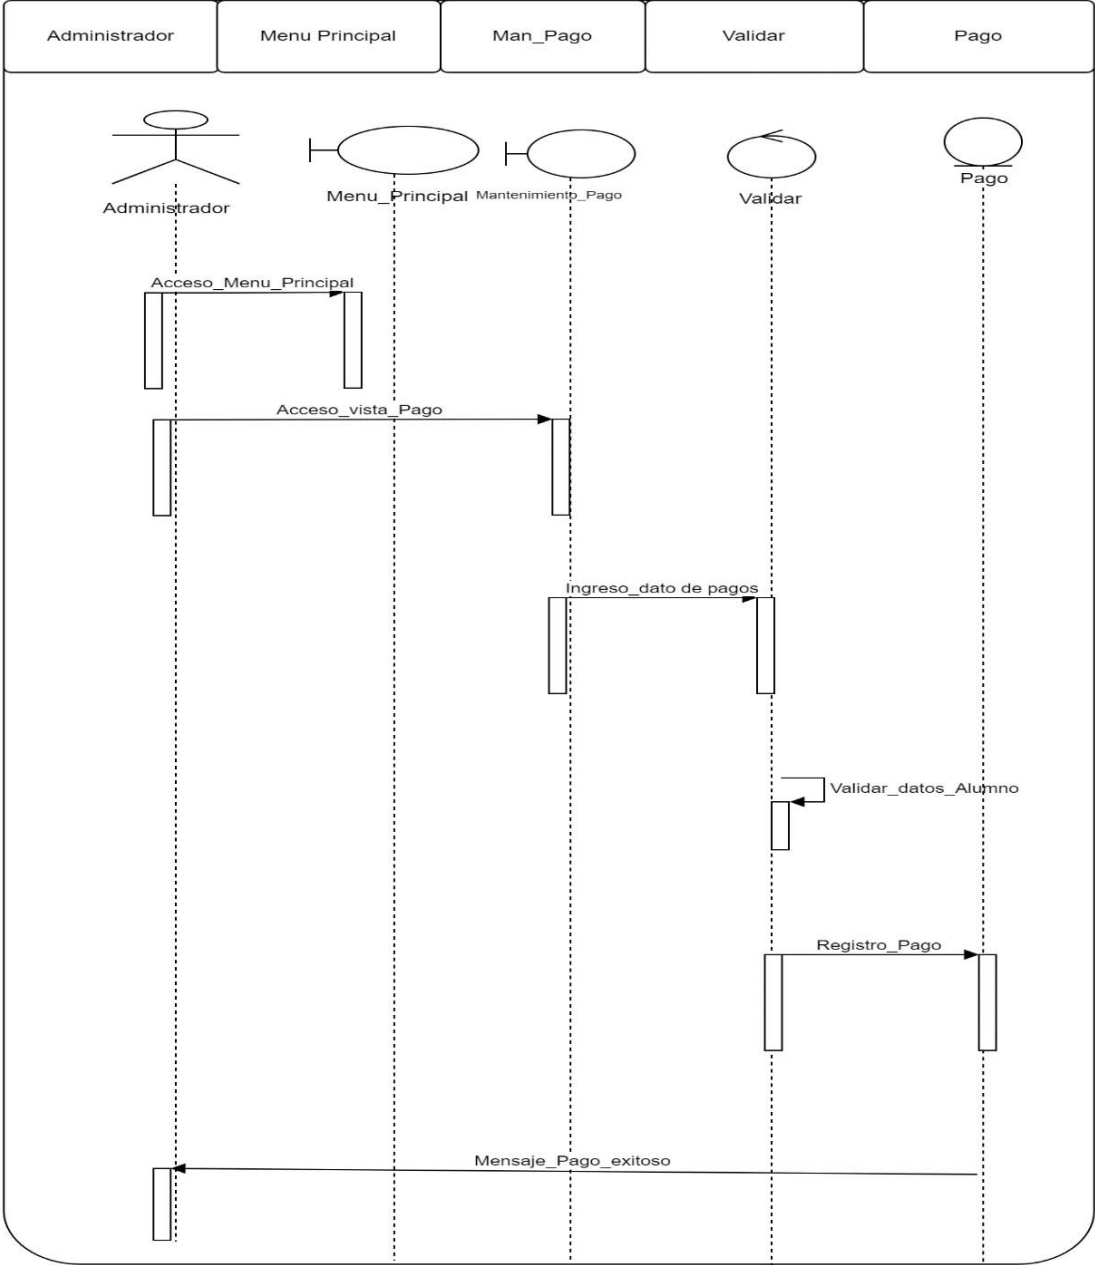 Administrador
Menu Principal
Man_Pago
Validar
Pago
Administrador
Menu_Principal
Mantenimiento_Pago
Validar
Pago
Acceso_Menu_Principal
Acceso_vista_Pago
Ingreso_dato de pagos
Validar_datos_Alumno
Registro_Pago
Mensaje_Pago_exitoso